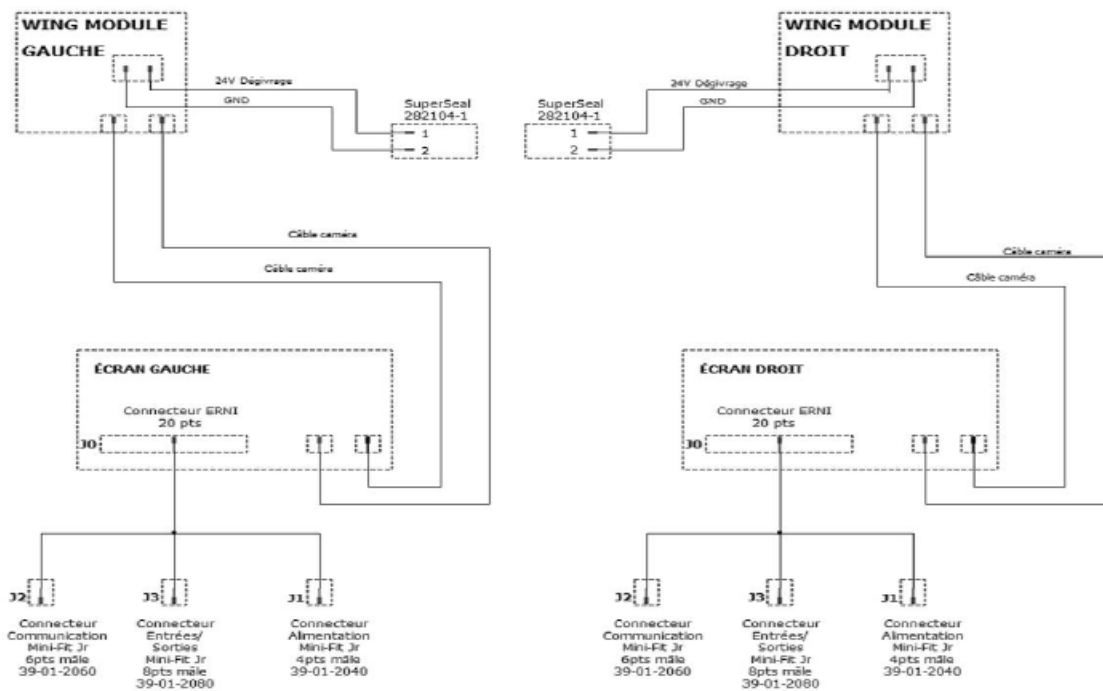 WING MODULE
GAUCHE
24V Dégivrage
GND
SuperSeal
282104-1
1
2
Câble caméra
Câble caméra
ÉCRAN GAUCHE
Connecteur ERNI
20 pts
J0
J2
Connecteur
Communication
Mini-Fit Jr
6pts mâle
39-01-2060
J3
Connecteur
Entrées/
Sorties
Mini-Fit Jr
8pts mâle
39-01-2080
J1
Connecteur
Alimentation
Mini-Fit Jr
4pts mâle
39-01-2040
WING MODULE
DROIT
24V Dégivrage
GND
SuperSeal
282104-1
1
2
Câble caméra
Câble caméra
ÉCRAN DROIT
Connecteur ERNI
20 pts
J0
J2
Connecteur
Communication
Mini-Fit Jr
6pts mâle
39-01-2060
J3
Connecteur
Entrées/
Sorties
Mini-Fit Jr
8pts mâle
39-01-2080
J1
Connecteur
Alimentation
Mini-Fit Jr
4pts mâle
39-01-2040